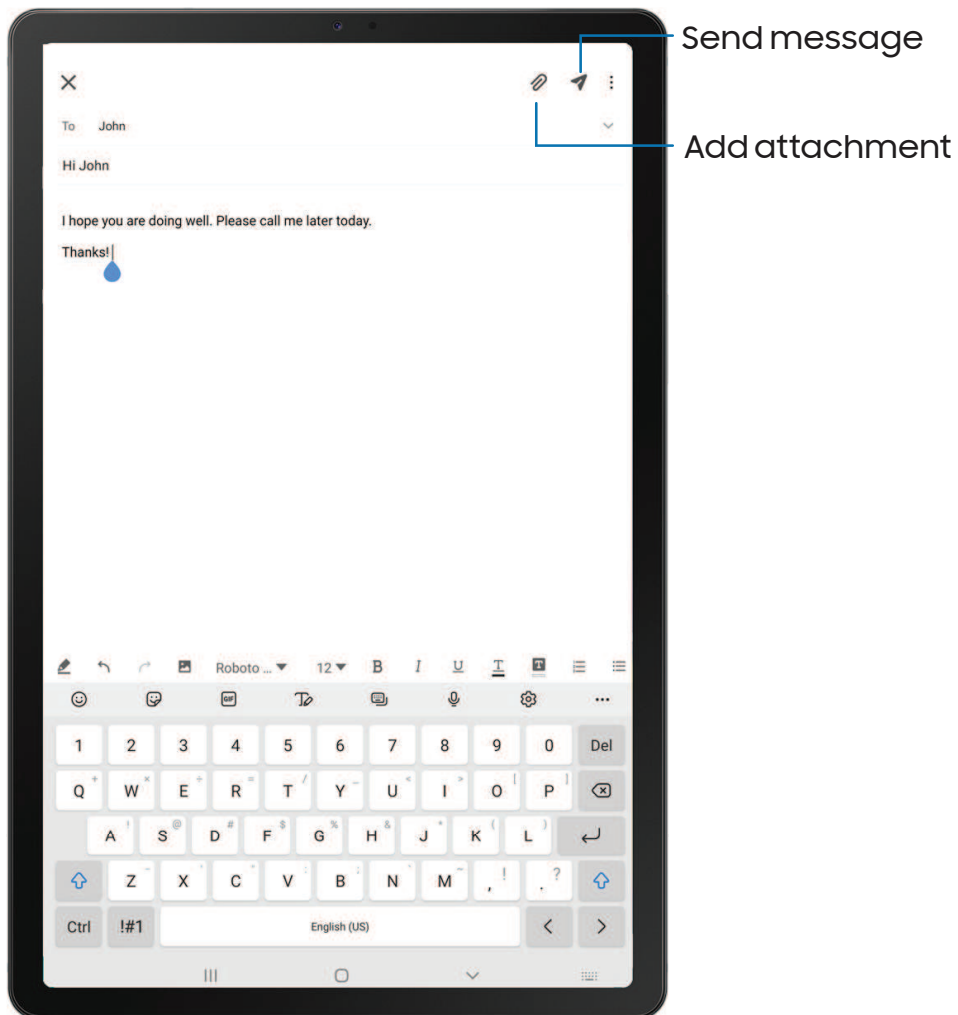 Send message
Add attachment
To John
Hi John
I hope you are doing well. Please call me later today.
Thanks!
Roboto ... 12 B I U T T
GIF T
1 2 3 4 5 6 7 8 9 0 Del
Q + W × E ÷ R = T / Y _ U < I > O [ P ]
A ! S @ D # F $ G % H & J * K ( L )
Z - X ' C " V : B ; N ' M ~ , ! . ?
Ctrl !#1 English (US) < >